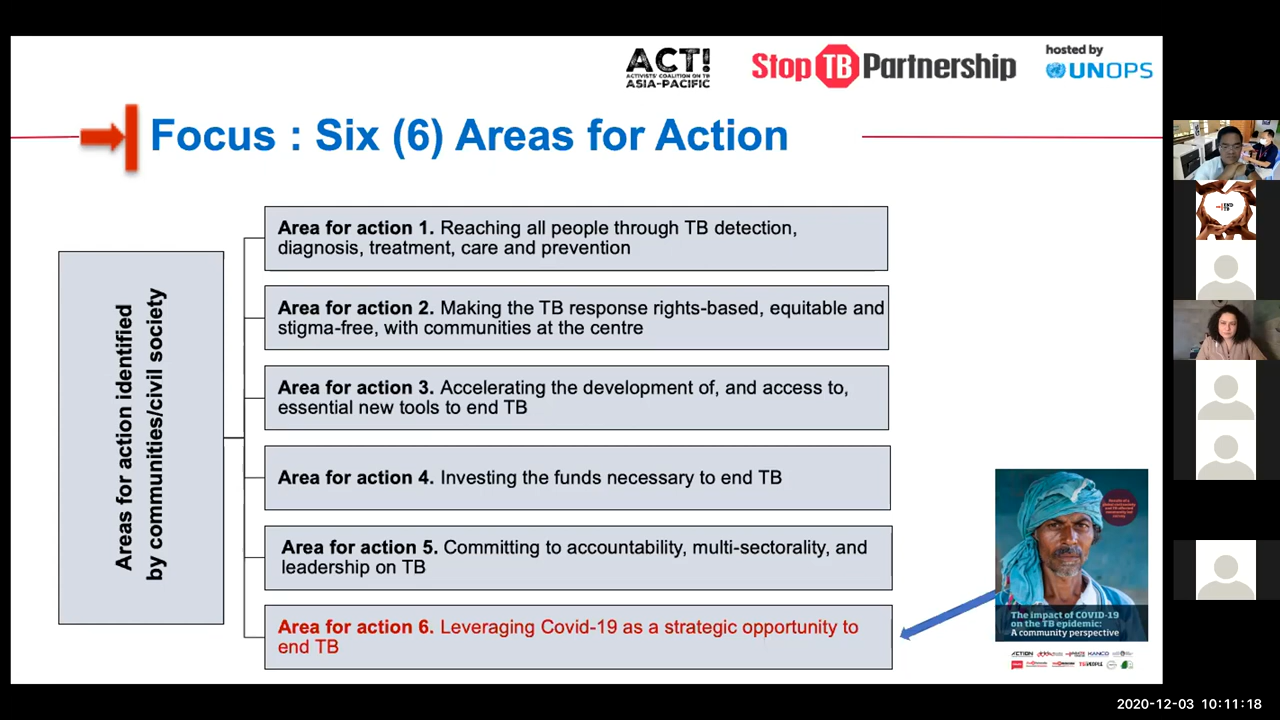 ACT!
ACTIVISTS' COALITION ON TB
ASIA-PACIFIC
Stop TB Partnership
hosted by
UNOPS
Focus : Six (6) Areas for Action
Areas for action identified
by communities/civil society
Area for action 1. Reaching all people through TB detection,
diagnosis, treatment, care and prevention
Area for action 2. Making the TB response rights-based, equitable and
stigma-free, with communities at the centre
Area for action 3. Accelerating the development of, and access to,
essential new tools to end TB
Area for action 4. Investing the funds necessary to end TB
Area for action 5. Committing to accountability, multi-sectorality, and
leadership on TB
Area for action 6. Leveraging Covid-19 as a strategic opportunity to
end TB
The impact of COVID-19
on the TB epidemic:
A community perspective
ACTION
KANCO
TBPEOPLE
END
TB
2020-12-03 10:11:18